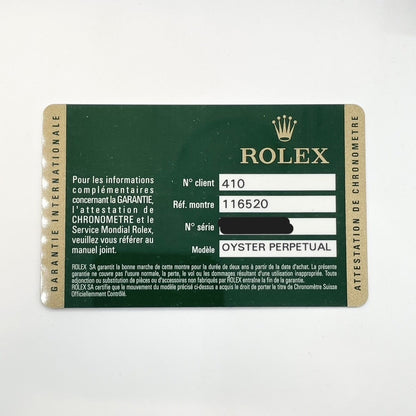 GARANTIE INTERNATIONALE
ROLEX
ATTESTATION DE CHRONOMETRE
Pour les informations
complémentaires
concernant la GARANTIE,
l'attestation de
CHRONOMETRE et le
Service Mondial Rolex,
veuillez vous référer au
manuel joint.
N° client 410
Réf. montre 116520
N° série
Modèle OYSTER PERPETUAL
ROLEX SA garantit la bonne marche de cette montre pour la durée de deux ans à partir de la date d'achat. La présente
garantie ne couvre pas l'usure normale, la perte, le vol ou les dommages résultant d'une utilisation inappropriée. Toute
adjonction ou substitution de pièces ou d'accessoires non fabriqués par ROLEX entraîne la fin de la garantie.
ROLEX SA certifie que le mouvement du modèle précisé ci-dessus a acquis le droit de porter le titre de Chronomètre Suisse
Officiellement Contrôlé.